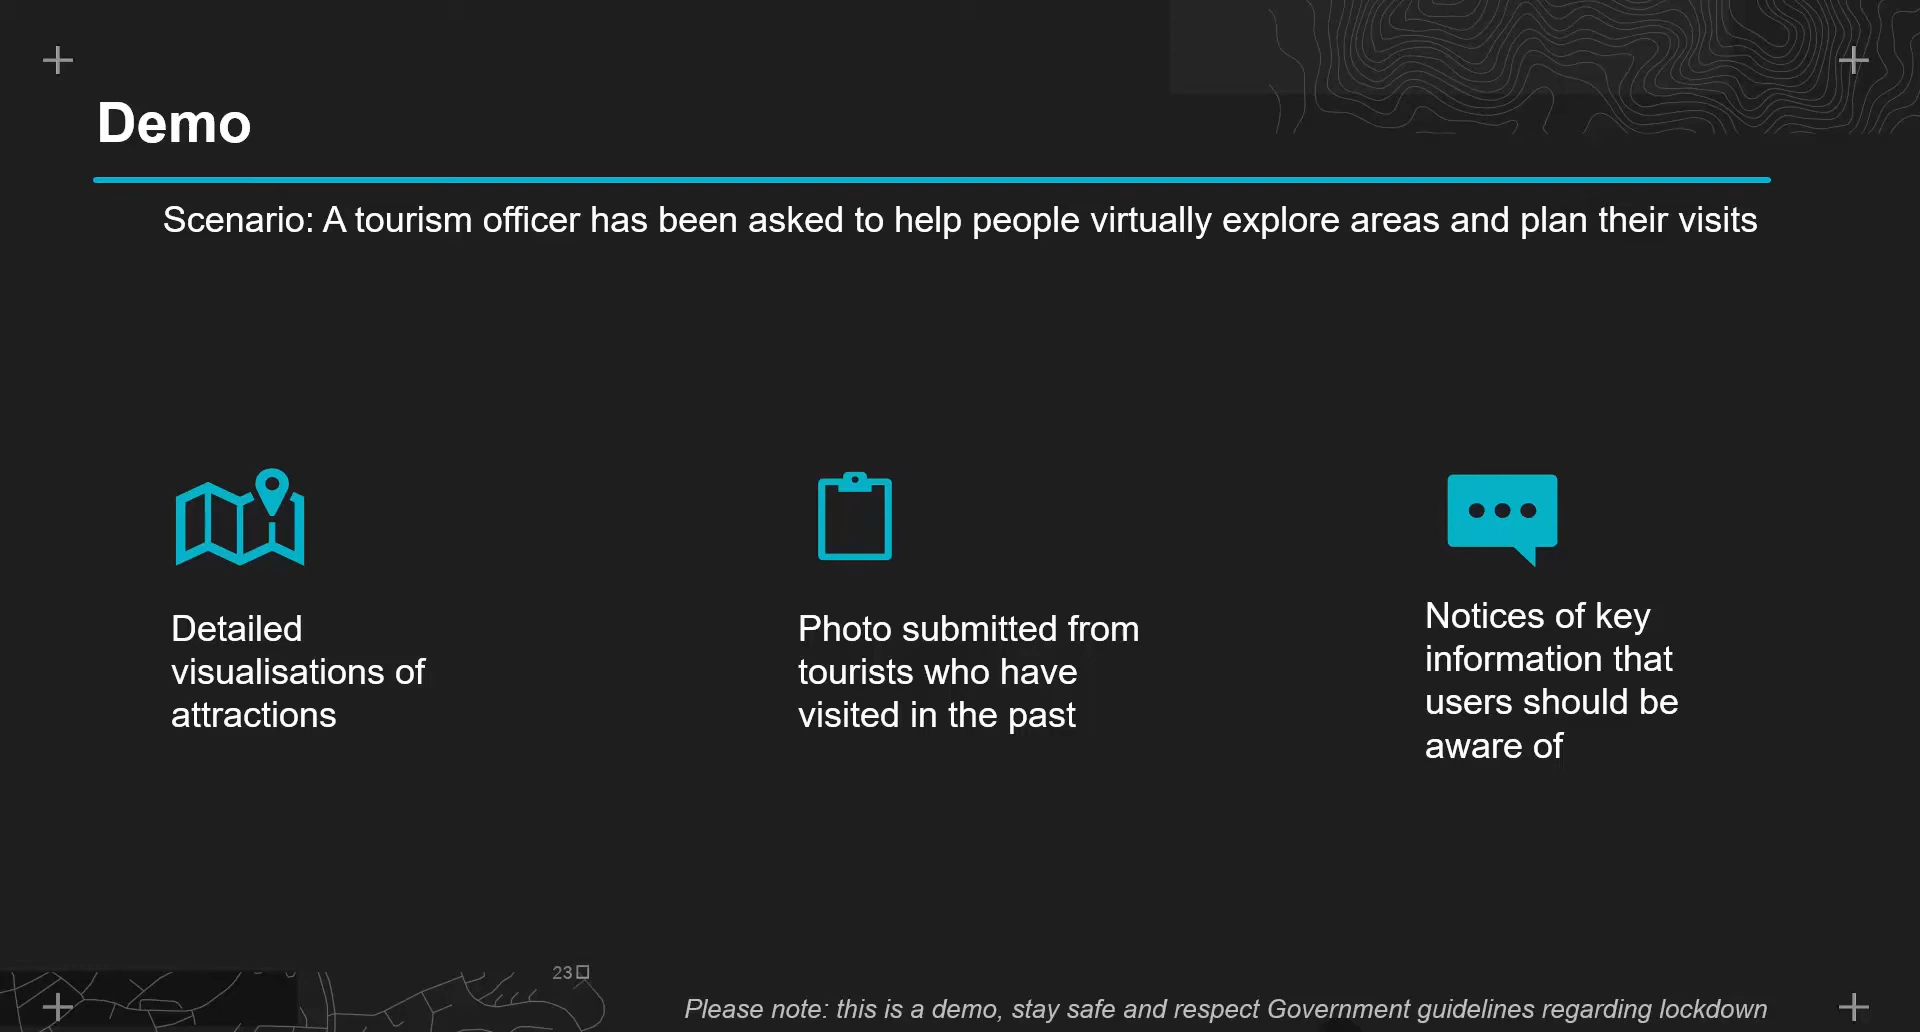 Demo
Scenario: A tourism officer has been asked to help people virtually explore areas and plan their visits
Detailed
visualisations of
attractions
Photo submitted from
tourists who have
visited in the past
Notices of key
information that
users should be
aware of
23
Please note: this is a demo, stay safe and respect Government guidelines regarding lockdown